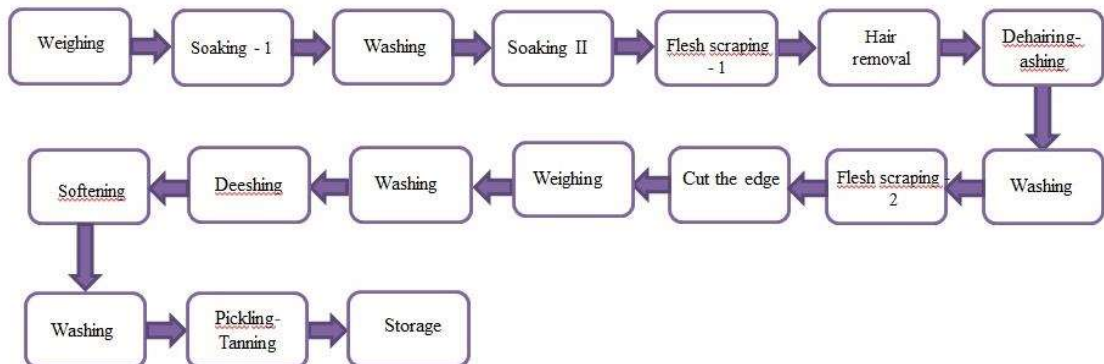 Weighing
Soaking - 1
Washing
Soaking II
Flesh scraping
- 1
Hair
removal
Dehairing-
ashing
Washing
Flesh scraping -
2
Cut the edge
Weighing
Washing
Deeshing
Softening
Washing
Pickling-
Tanning
Storage